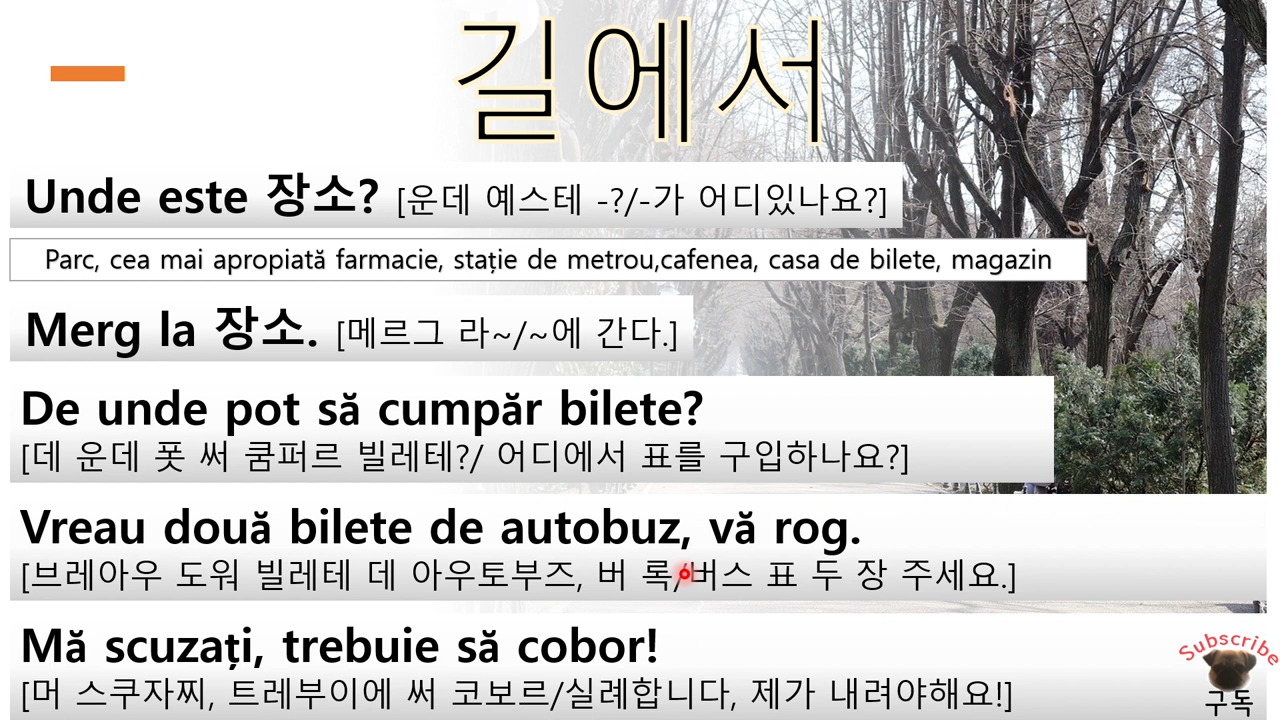 길에서
Unde este 장소? [운데 예스테 -?/-가 어디있나요?]
Parc, cea mai apropiată farmacie, stație de metrou,cafenea, casa de bilete, magazin
Merg la 장소. [메르그 라~/~에 간다.]
De unde pot să cumpăr bilete?
[데 운데 폿 써 쿰퍼르 빌레테?/ 어디에서 표를 구입하나요?]
Vreau două bilete de autobuz, vă rog.
[브레아우 도워 빌레테 데 아우토부즈, 버 록/버스 표 두 장 주세요.]
Mă scuzați, trebuie să cobor!
[머 스쿠자찌, 트레부이에 써 코보르/실례합니다, 제가 내려야해요!]
Subscribe
구독